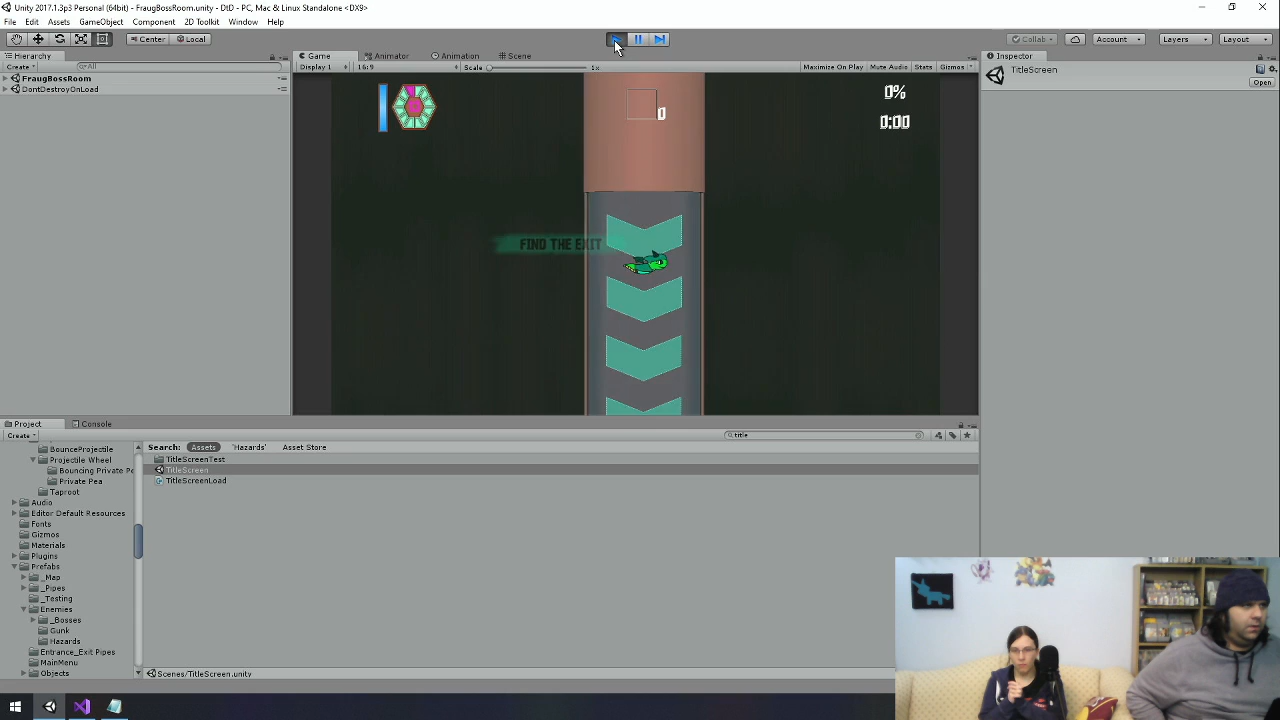 Unity 2017.1.3p3 Personal (64bit) - FraugBossRoom.unity - DtD - PC, Mac & Linux Standalone <DX9>
File Edit Assets GameObject Component 2D Toolkit Window Help
Center Local Collab Account Layers Layout
Hierarchy Game Animator Animation Scene Inspector
Create All Display 1 16:9 Scale 1x Maximize On Play Mute Audio Stats Gizmos TitleScreen
FraugBossRoom
DontDestroyOnLoad
Open
0%
0
0:00
FIND THE EXIT
Project Console
Create title
Search: Assets 'Hazards' Asset Store
BounceProjectile
Projectile Wheel
Bouncing Private Pe
Private Pea
Taproot
Audio
Editor Default Resources
Fonts
Gizmos
Materials
Plugins
Prefabs
_Map
_Pipes
_Testing
Enemies
_Bosses
Gunk
Hazards
Entrance_Exit Pipes
MainMenu
Objects
TitleScreenTest
TitleScreen
TitleScreenLoad
Scenes/TitleScreen.unity